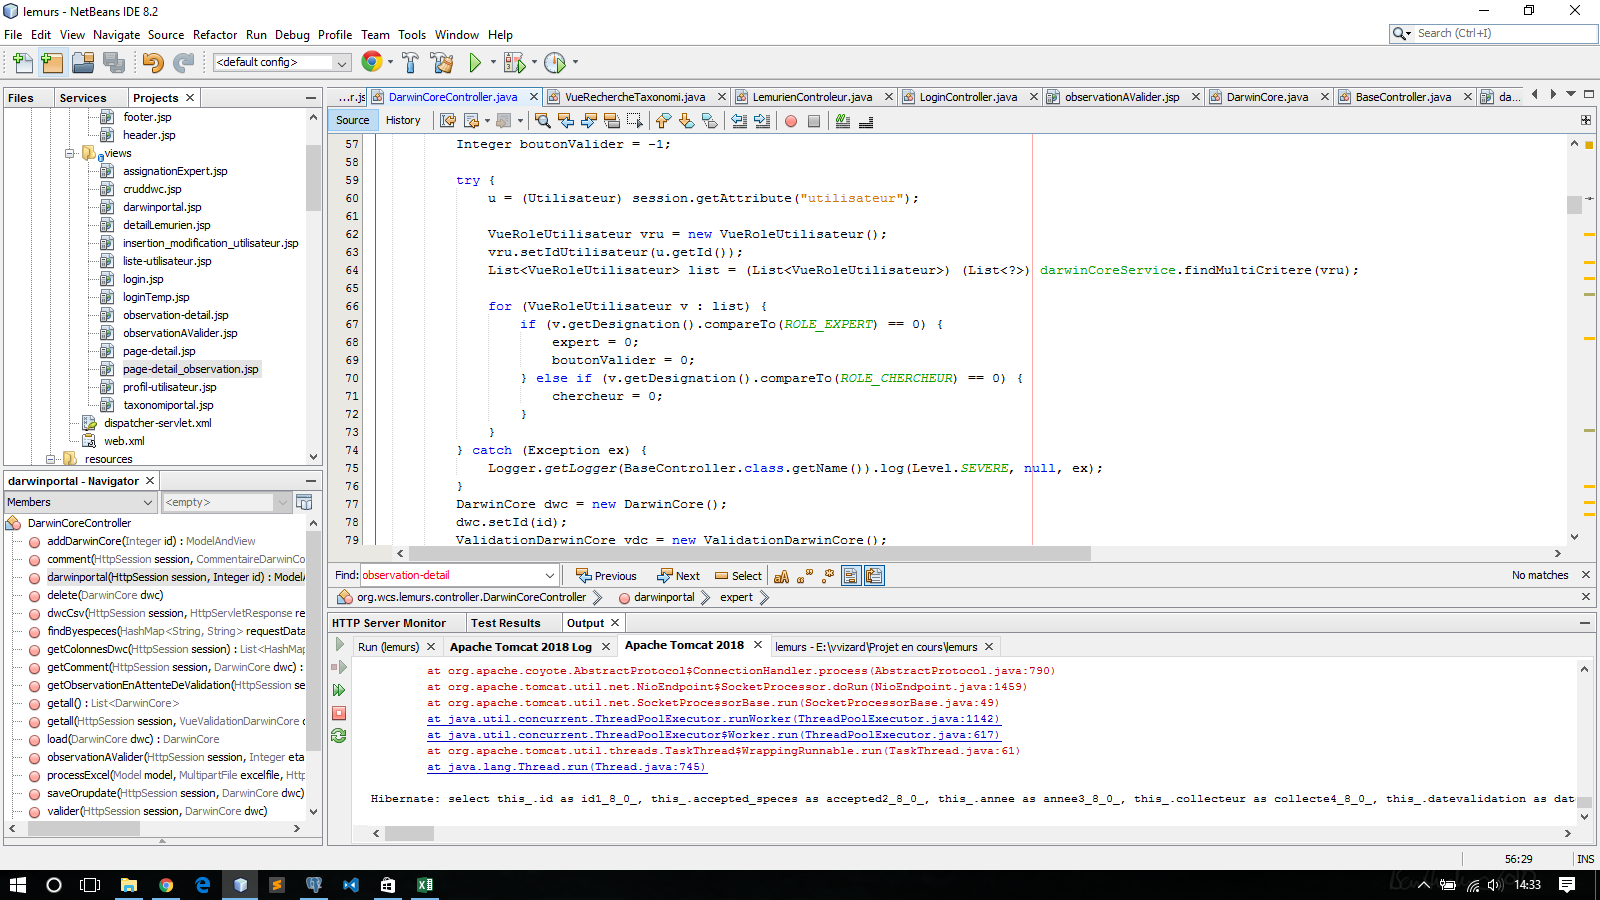 lemurs - NetBeans IDE 8.2
File Edit View Navigate Source Refactor Run Debug Profile Team Tools Window Help
Search (Ctrl+I)
<default config>
Files Services Projects
footer.jsp
header.jsp
views
assignationExpert.jsp
cruddwc.jsp
darwinportal.jsp
detailLemurien.jsp
insertion_modification_utilisateur.jsp
liste-utilisateur.jsp
login.jsp
loginTemp.jsp
observation-detail.jsp
observationAValider.jsp
page-detail.jsp
page-detail_observation.jsp
profil-utilisateur.jsp
taxonomiportal.jsp
dispatcher-servlet.xml
web.xml
resources
darwinportal - Navigator
Members <empty>
DarwinCoreController
addDarwinCore(Integer id) : ModelAndView
comment(HttpSession session, CommentaireDarwinCo
darwinportal(HttpSession session, Integer id) : ModelA
delete(DarwinCore dwc)
dwcCsv(HttpSession session, HttpServletResponse re
findByespeces(HashMap<String, String> requestData
getColonnesDwc(HttpSession session) : List<HashMap
getComment(HttpSession session, DarwinCore dwc) :
getObservationEnAttenteDeValidation(HttpSession se
getall() : List<DarwinCore>
getall(HttpSession session, VueValidationDarwinCore d
load(DarwinCore dwc) : DarwinCore
observationAValider(HttpSession session, Integer eta
processExcel(Model model, MultipartFile excelfile, Htt
saveOrupdate(HttpSession session, DarwinCore dwc)
valider(HttpSession session, DarwinCore dwc)
...r.js DarwinCoreController.java VueRechercheTaxonomi.java LemurienControleur.java LoginController.java observationAValider.jsp DarwinCore.java BaseController.java da...
Source History
57 Integer boutonValider = -1;
58
59 try {
60 u = (Utilisateur) session.getAttribute("utilisateur");
61
62 VueRoleUtilisateur vru = new VueRoleUtilisateur();
63 vru.setIdUtilisateur(u.getId());
64 List<VueRoleUtilisateur> list = (List<VueRoleUtilisateur>) (List<?>) darwinCoreService.findMultiCritere(vru);
65
66 for (VueRoleUtilisateur v : list) {
67 if (v.getDesignation().compareTo(ROLE_EXPERT) == 0) {
68 expert = 0;
69 boutonValider = 0;
70 } else if (v.getDesignation().compareTo(ROLE_CHERCHEUR) == 0) {
71 chercheur = 0;
72 }
73 }
74 } catch (Exception ex) {
75 Logger.getLogger(BaseController.class.getName()).log(Level.SEVERE, null, ex);
76 }
77 DarwinCore dwc = new DarwinCore();
78 dwc.setId(id);
79 ValidationDarwinCore vdc = new ValidationDarwinCore();
Find: observation-detail Previous Next Select No matches
org.wcs.lemurs.controller.DarwinCoreController darwinportal expert
HTTP Server Monitor Test Results Output
Run (lemurs) Apache Tomcat 2018 Log Apache Tomcat 2018 lemurs - E:\vvizard\Projet en cours\lemurs
at org.apache.coyote.AbstractProtocol$ConnectionHandler.process(AbstractProtocol.java:790)
at org.apache.tomcat.util.net.NioEndpoint$SocketProcessor.doRun(NioEndpoint.java:1459)
at org.apache.tomcat.util.net.SocketProcessorBase.run(SocketProcessorBase.java:49)
at java.util.concurrent.ThreadPoolExecutor.runWorker(ThreadPoolExecutor.java:1142)
at java.util.concurrent.ThreadPoolExecutor$Worker.run(ThreadPoolExecutor.java:617)
at org.apache.tomcat.util.threads.TaskThread$WrappingRunnable.run(TaskThread.java:61)
at java.lang.Thread.run(Thread.java:745)
Hibernate: select this_.id as id1_8_0_, this_.accepted_speces as accepted2_8_0_, this_.annee as annee3_8_0_, this_.collecteur as collecte4_8_0_, this_.datevalidation as dat
56:29 INS
14:33